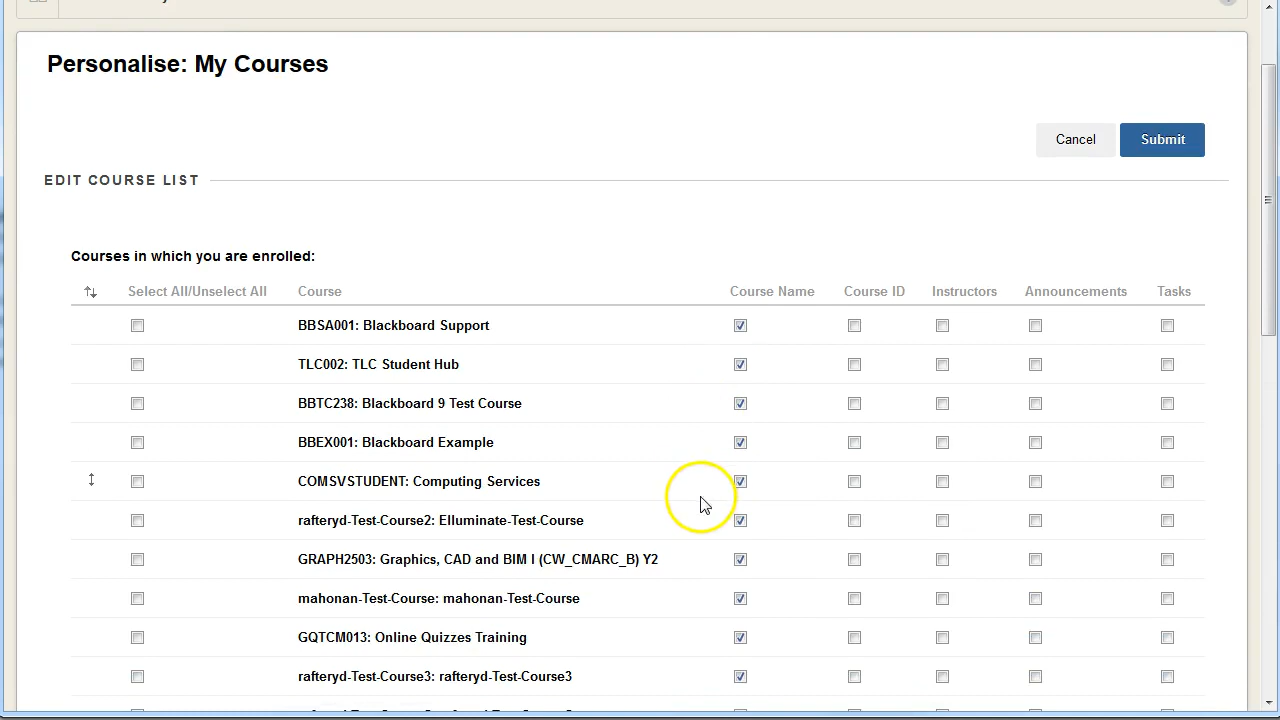 Personalise: My Courses
Cancel Submit
EDIT COURSE LIST
Courses in which you are enrolled:
Select All/Unselect All Course Course Name Course ID Instructors Announcements Tasks
BBSA001: Blackboard Support
TLC002: TLC Student Hub
BBTC238: Blackboard 9 Test Course
BBEX001: Blackboard Example
COMSVSTUDENT: Computing Services
rafteryd-Test-Course2: Elluminate-Test-Course
GRAPH2503: Graphics, CAD and BIM I (CW_CMARC_B) Y2
mahonan-Test-Course: mahonan-Test-Course
GQTCM013: Online Quizzes Training
rafteryd-Test-Course3: rafteryd-Test-Course3